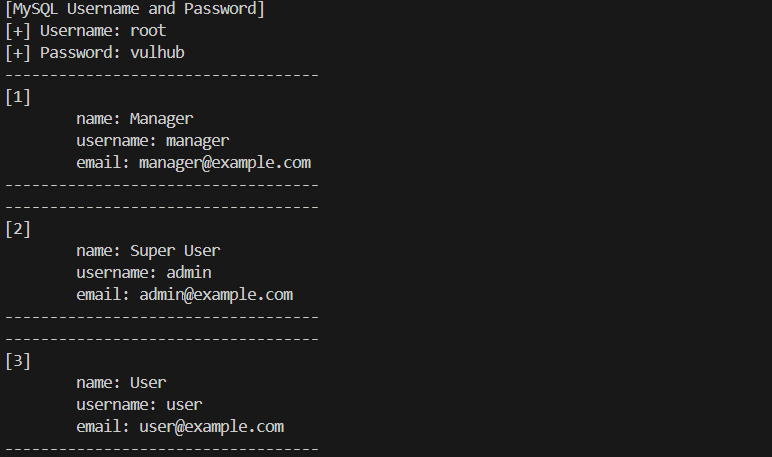 [MySQL Username and Password]
[+] Username: root
[+] Password: vulhub
-----------------------------------
[1]
name: Manager
username: manager
email: manager@example.com
-----------------------------------
-----------------------------------
[2]
name: Super User
username: admin
email: admin@example.com
-----------------------------------
-----------------------------------
[3]
name: User
username: user
email: user@example.com
-----------------------------------